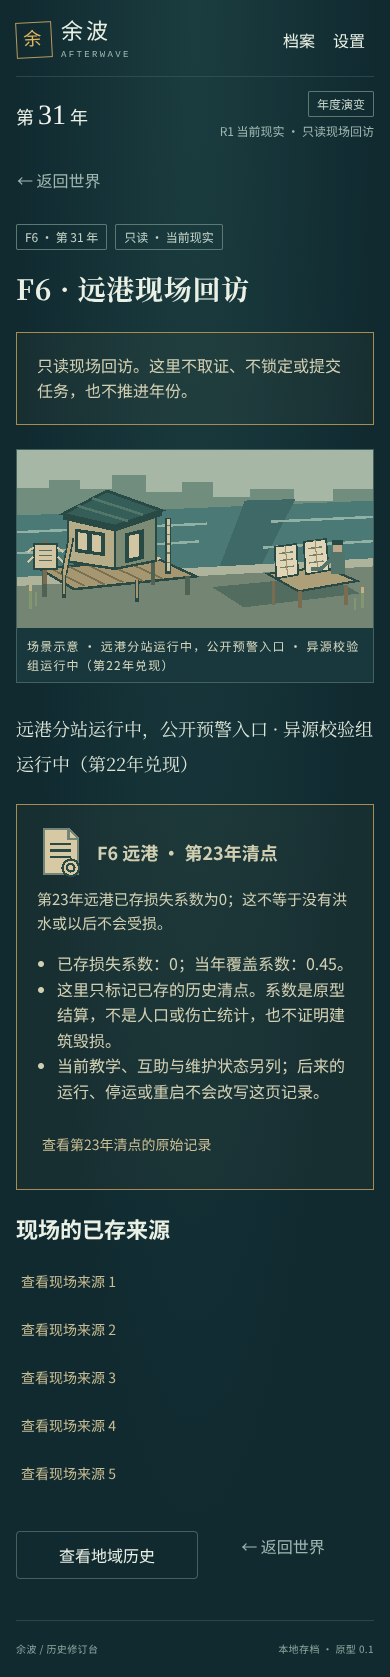 余
余波
AFTERWAVE
档案
设置
第31年
年度演变
R1 当前现实 · 只读现场回访
← 返回世界
F6 · 第31年
只读 · 当前现实
F6 · 远港现场回访
只读现场回访。这里不取证、不锁定或提交
任务，也不推进年份。
场景示意 · 远港分站运行中，公开预警入口 · 异源校验
组运行中（第22年兑现）
远港分站运行中，公开预警入口 · 异源校验组
运行中（第22年兑现）
F6 远港 · 第23年清点
第23年远港已存损失系数为0；这不等于没有洪
水或以后不会受损。
• 已存损失系数：0；当年覆盖系数：0.45。
• 这里只标记已存的历史清点。系数是原型
结算，不是人口或伤亡统计，也不证明建
筑毁损。
• 当前教学、互助与维护状态另列；后来的
运行、停运或重启不会改写这页记录。
查看第23年清点的原始记录
现场的已存来源
查看现场来源 1
查看现场来源 2
查看现场来源 3
查看现场来源 4
查看现场来源 5
查看地域历史
← 返回世界
余波 / 历史修订台
本地存档 · 原型 0.1